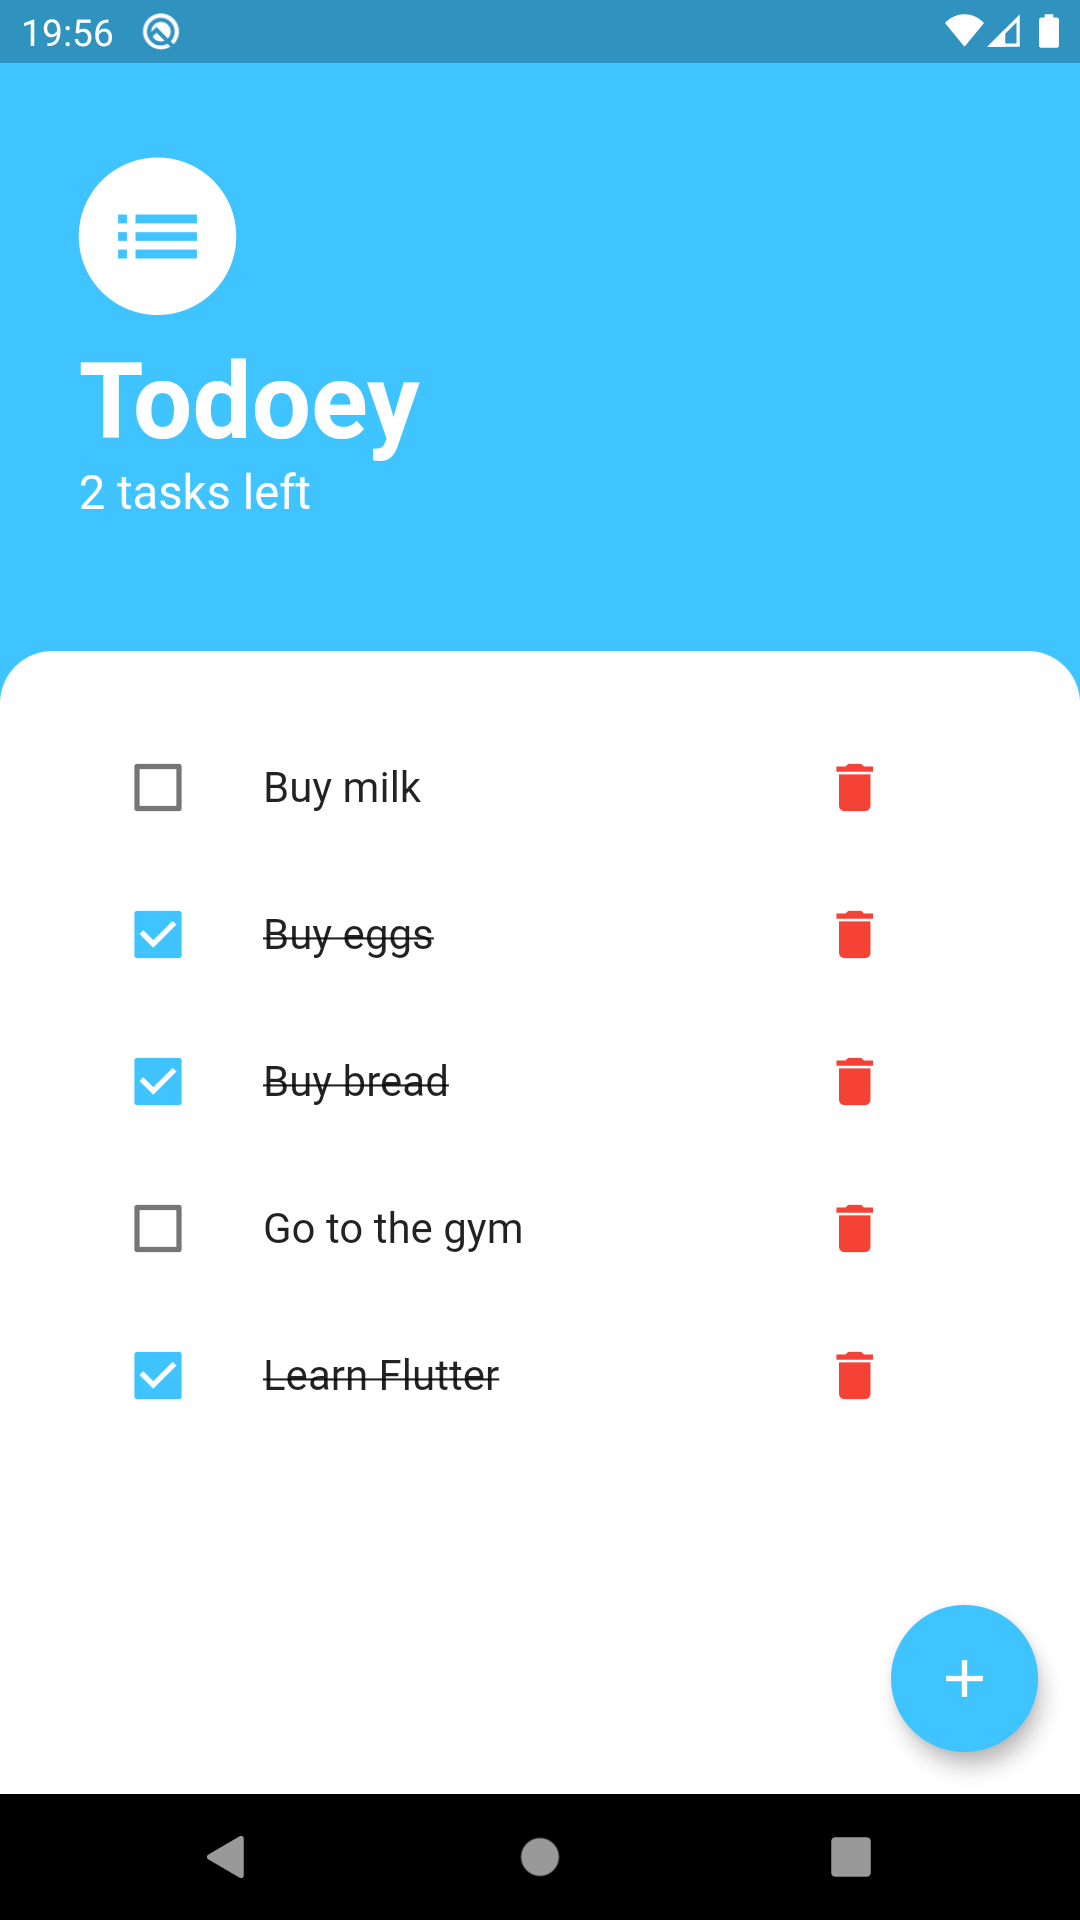 19:56
Todoey
2 tasks left
Buy milk
Buy eggs
Buy bread
Go to the gym
Learn Flutter